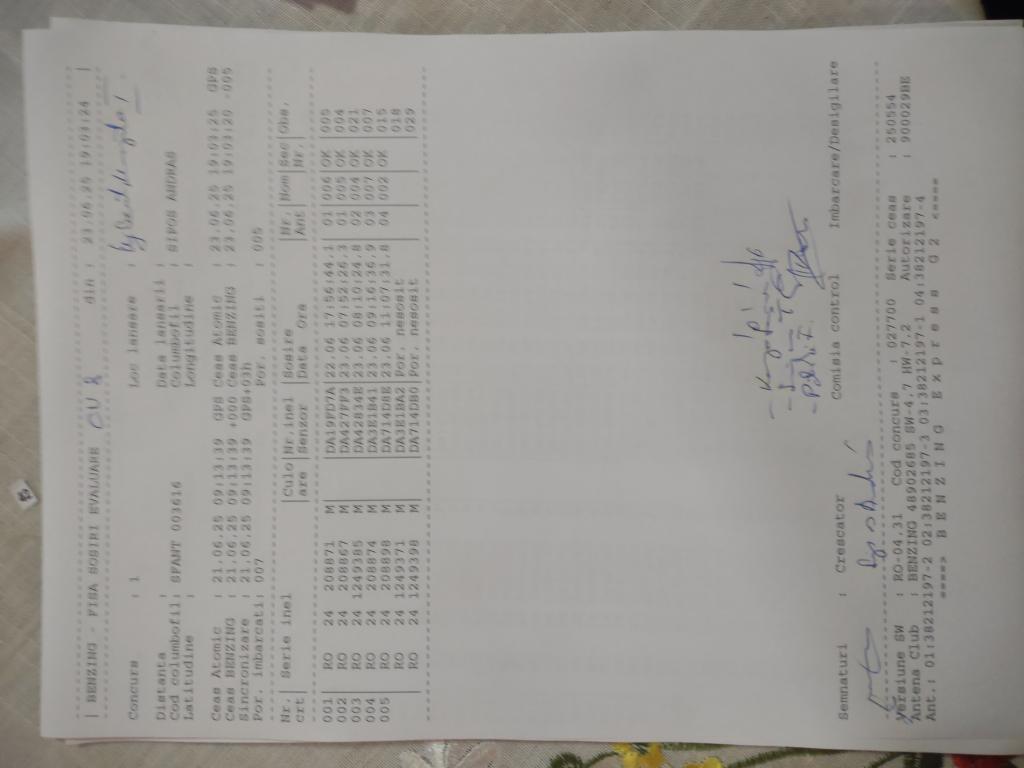 | BENZING FISA SOSIRI EVALUARE CU R din : 23.06.25 19:03:24 |
Concurs : 1 Loc lansare :
Distanta : Data lansarii :
Cod columbofil: SFANT 003616 Columbofil : SIPOS ANDRAS
Latitudine : Longitudine :
Ceas Atomic : 21.06.25 09:13:39 GPS Ceas Atomic : 23.06.25 19:03:25 GPS
Ceas BENZING : 21.06.25 09:13:39 +000 Ceas BENZING : 23.06.25 19:03:20 -005
Sincronizare : 21.06.25 09:13:39 GPS+03h
Por. imbarcati: 007 Por. sositi : 005
Nr.| Serie inel |Culo|Nr inel |Sosire |Nr. |Nom|Sec|Obs.
crt| |are |Senzor |Data Ora |Ant | |Nr.|
001| RO 24 208871 M |DA19FD7A|22.06 17:56:44.1|01|006|OK |005
002| RO 24 208867 M |DA427FF3|23.06 07:52:26.3|01|005|OK |004
003| RO 24 1249385 M |DA42B34E|23.06 08:10:24.8|02|004|OK |021
004| RO 24 208874 M |DA3E1B41|23.06 09:16:36.9|03|007|OK |007
005| RO 24 208898 M |DA714D8E|23.06 11:07:31.8|04|002|OK |015
RO 24 1249371 M |DA3E1BA2|Por. nesosit |018
RO 24 1249398 M |DA714DB0|Por. nesosit |029
Semnaturi : Crescator Comisia control Imbarcare/Desigilare
Versiune SW : RO-04.31 Cod concurs : 027700 Serie ceas : 250554
Antena Club : BENZING 48902685 SW-4.7 HW-7.2 Autorizare : 900029BE
Ant.: 01:38212197-2 02:38212197-3 03:38212197-1 04:38212197-4
====> B E N Z I N G E x p r e s s G 2 <====